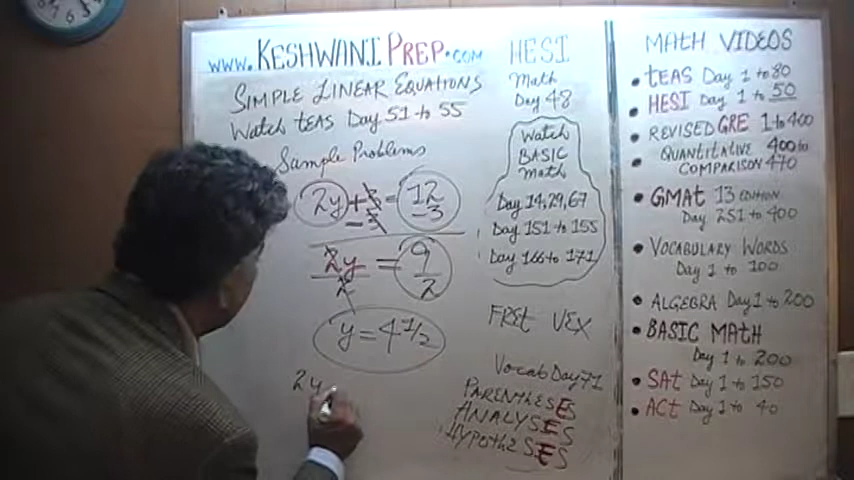 www.KESHWANIPREP.COM
SIMPLE LINEAR EQUATIONS
Watch TEAS Day 51 to 55
Sample Problems
2y + 3 = 12
- 3 -3
2y = 9
2 2
y = 4 1/2
2y
HESI
Math
Day 48
Watch
BASIC
Math
Day 14,29,67
Day 151 to 155
Day 166 to 171
FRET VEX
Vocab Day 71
PARENTHESES
ANALYSES
HYPOTHESES
MATH VIDEOS
• TEAS Day 1 to 80
• HESI Day 1 to 50
• REVISED GRE 1 to 400
• QUANTITATIVE 400 to
COMPARISON 470
• GMAT 13 EDITION
Day 251 to 400
• VOCABULARY WORDS
Day 1 to 100
• ALGEBRA Day 1 to 200
• BASIC MATH
Day 1 to 200
• SAT Day 1 to 150
• ACT Day 1 to 40